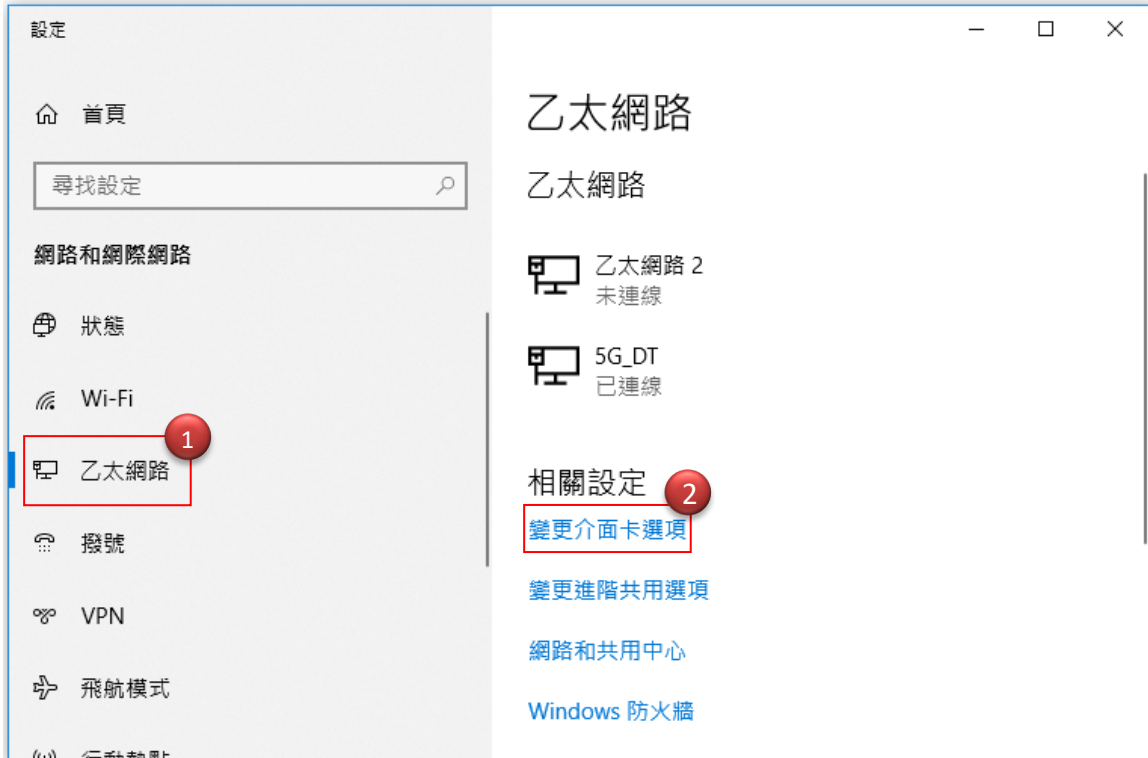 設定
首頁
尋找設定
網路和網際網路
狀態
Wi-Fi
1
乙太網路
撥號
VPN
飛航模式
乙太網路
乙太網路
乙太網路 2
未連線
5G_DT
已連線
相關設定
2
變更介面卡選項
變更進階共用選項
網路和共用中心
Windows 防火牆